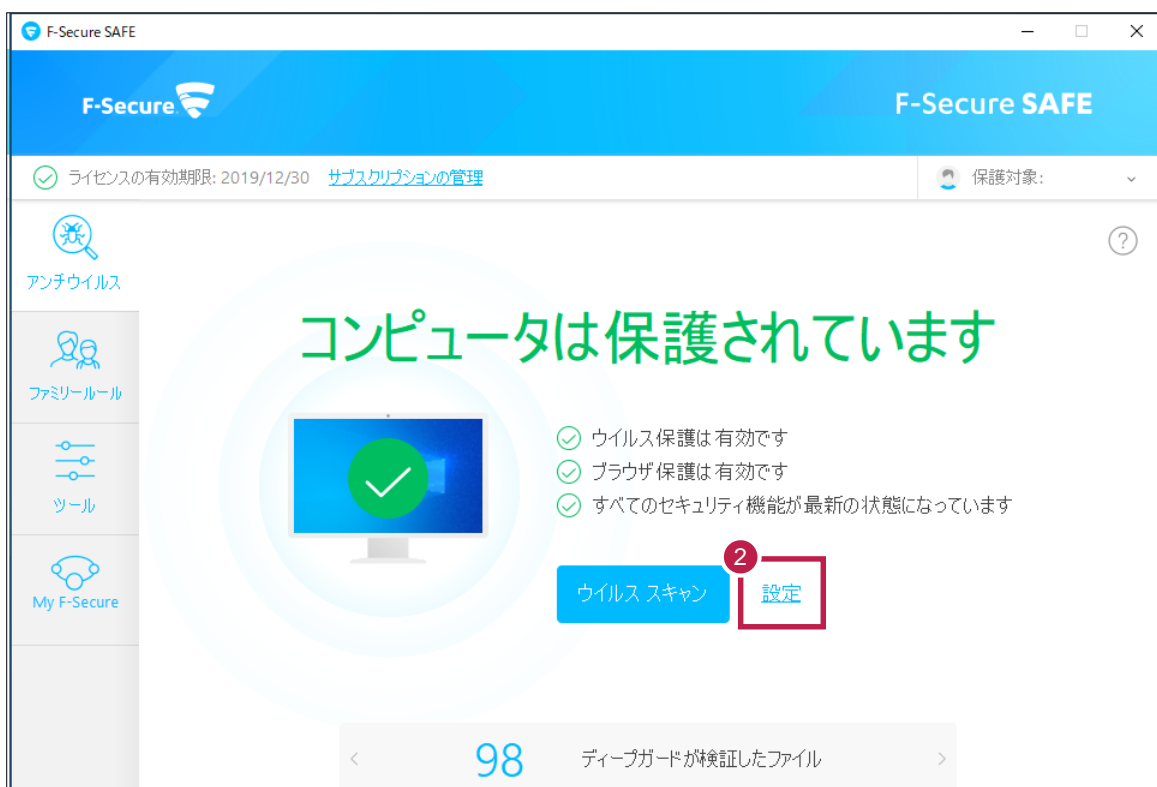 F-Secure SAFE
F-Secure
F-Secure SAFE
ライセンスの有効期限: 2019/12/30 サブスクリプションの管理
保護対象:
アンチウイルス
ファミリールール
ツール
My F-Secure
コンピュータは保護されています
ウイルス保護は有効です
ブラウザ保護は有効です
すべてのセキュリティ機能が最新の状態になっています
2
ウイルス スキャン 設定
98 ディープガードが検証したファイル